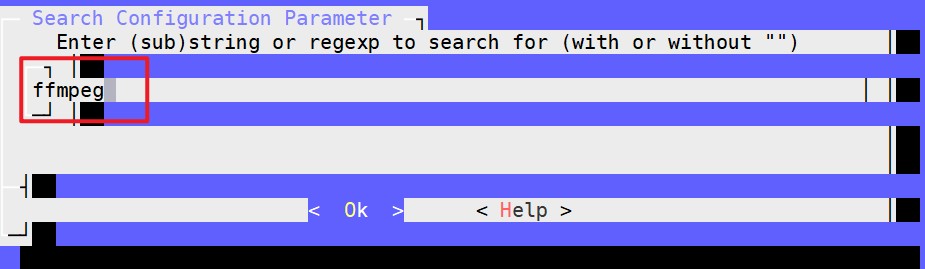 Search Configuration Parameter
Enter (sub)string or regexp to search for (with or without "")
ffmpeg
< Ok > < Help >